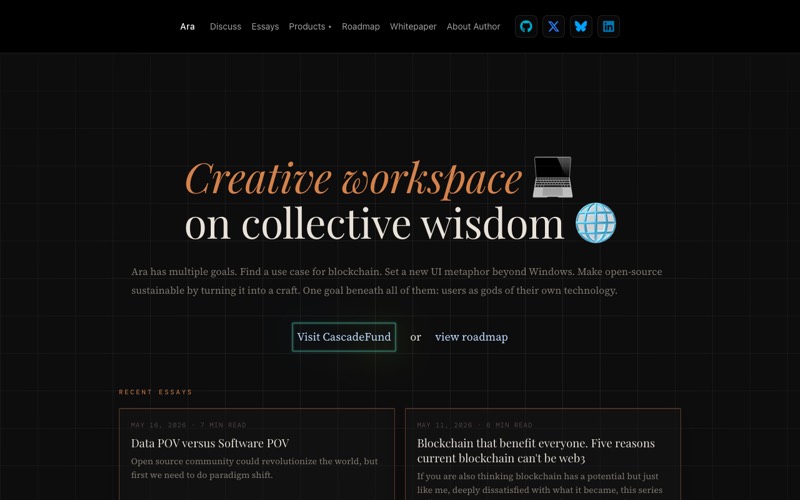 Ara Discuss Essays Products Roadmap Whitepaper About Author
Creative workspace
on collective wisdom
Ara has multiple goals. Find a use case for blockchain. Set a new UI metaphor beyond Windows. Make open-source
sustainable by turning it into a craft. One goal beneath all of them: users as gods of their own technology.
Visit CascadeFund or view roadmap
RECENT ESSAYS
MAY 18, 2026 · 7 MIN READ
Data POV versus Software POV
Open source community could revolutionize the world, but
first we need to do paradigm shift.
MAY 11, 2026 · 6 MIN READ
Blockchain that benefit everyone. Five reasons
current blockchain can't be web3
If you are also thinking blockchain has a potential but just
like me, deeply dissatisfied with what it became, this series